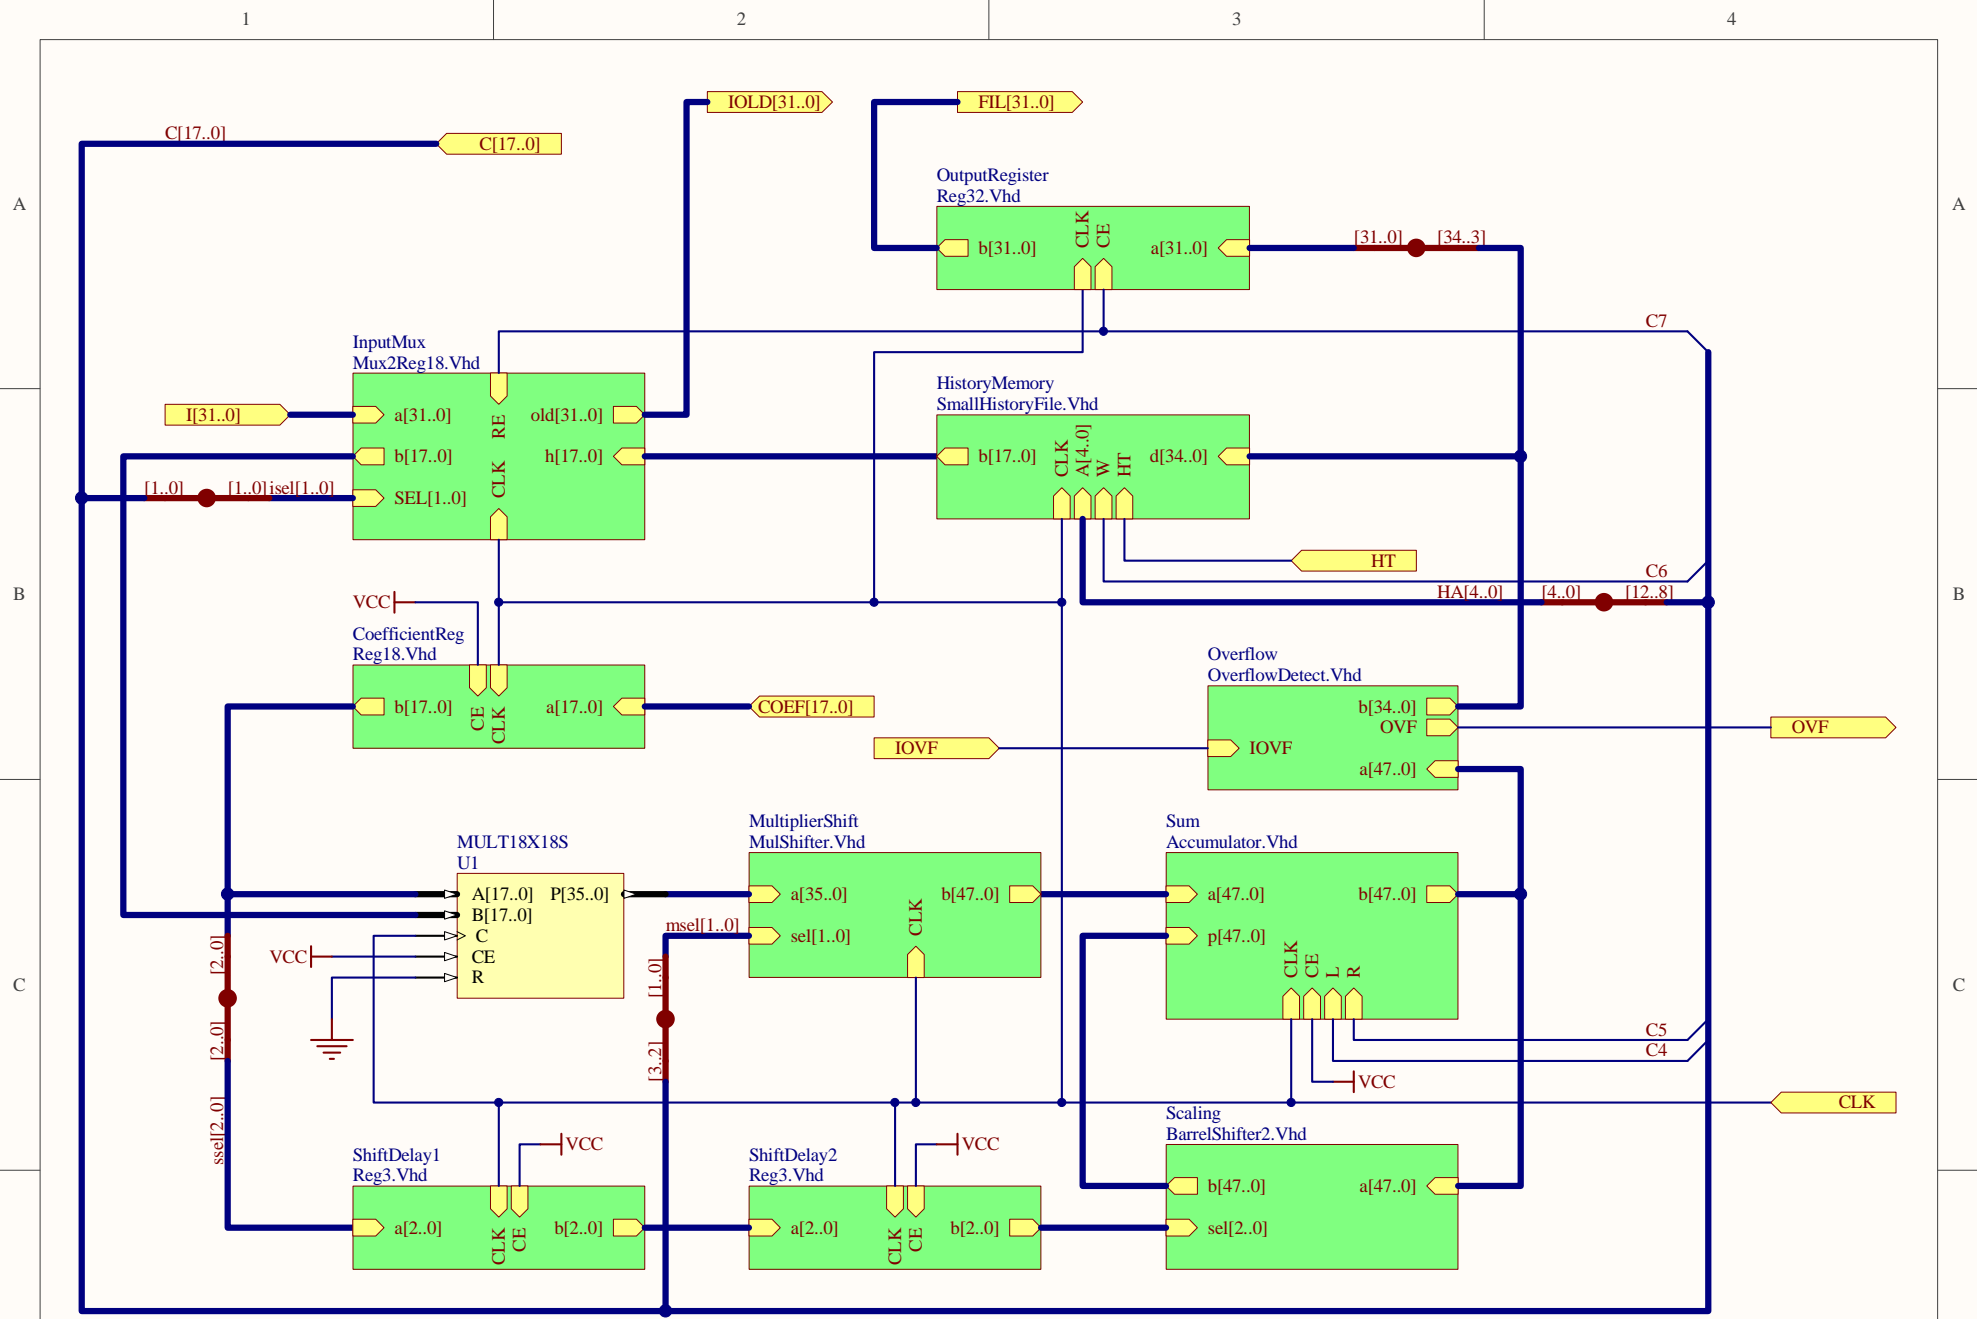 1 2 3 4
IOLD[31..0] FIL[31..0]
C[17..0] C[17..0]
A A
OutputRegister
Reg32.Vhd
CLK CE
b[31..0] a[31..0] [31..0] [34..3]
C7
InputMux
Mux2Reg18.Vhd
HistoryMemory
SmallHistoryFile.Vhd
I[31..0] a[31..0] RE old[31..0]
b[17..0] CLK h[17..0] b[17..0] CLK A[4..0] W HT d[34..0]
[1..0] [1..0] isel[1..0] SEL[1..0]
HT
C6
B VCC HA[4..0] [4..0] [12..8] B
CoefficientReg
Reg18.Vhd
Overflow
OverflowDetect.Vhd
b[17..0] CE CLK a[17..0] COEF[17..0] b[34..0]
OVF OVF
IOVF IOVF
a[47..0]
MULT18X18S
U1
MultiplierShift
MulShifter.Vhd
Sum
Accumulator.Vhd
A[17..0] P[35..0] a[35..0] b[47..0] a[47..0] b[47..0]
B[17..0] msel[1..0]
C sel[1..0] CLK p[47..0]
[2..0] VCC CE [1..0] CLK CE L R
R
C C
[2..0] [3..2] C5
C4
VCC
CLK
ssel[2..0] VCC VCC
Scaling
BarrelShifter2.Vhd
ShiftDelay1
Reg3.Vhd
ShiftDelay2
Reg3.Vhd
b[47..0] a[47..0]
a[2..0] CLK CE b[2..0] a[2..0] CLK CE b[2..0] sel[2..0]